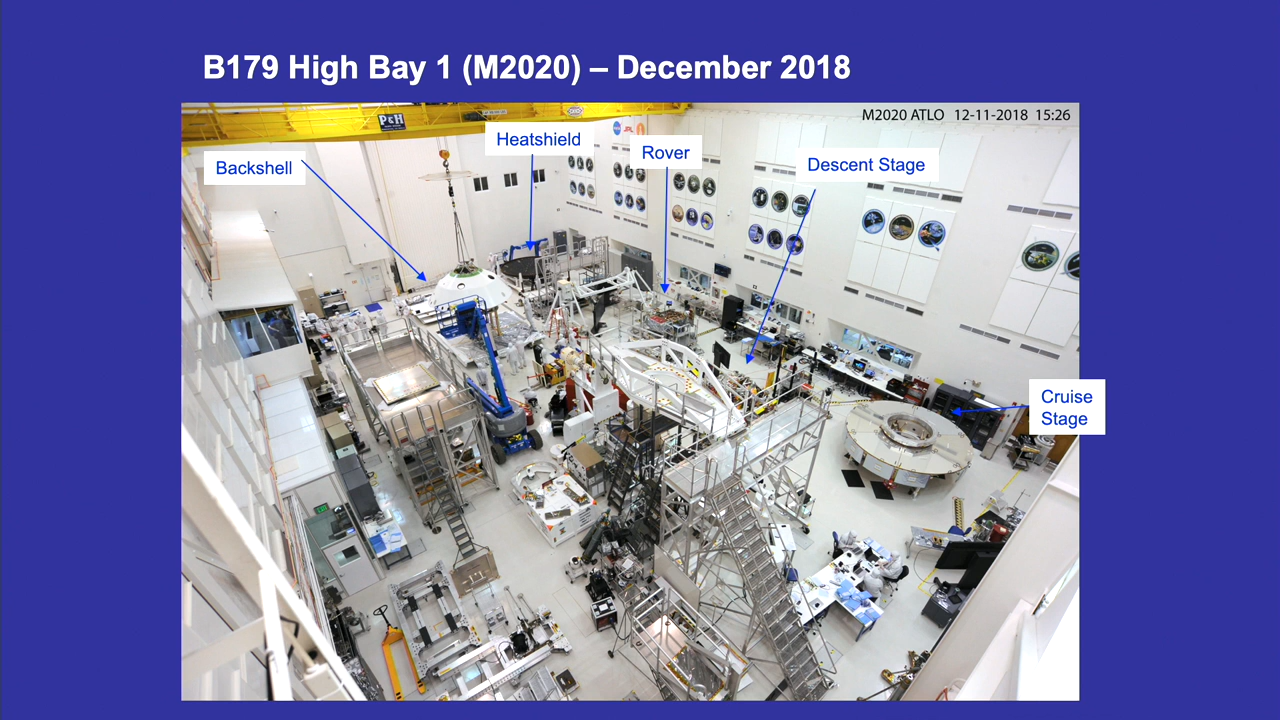 B179 High Bay 1 (M2020) – December 2018
M2020 ATLO 12-11-2018 15:26
P&H
JPL
Heatshield
Rover
Backshell
Descent Stage
Cruise
Stage